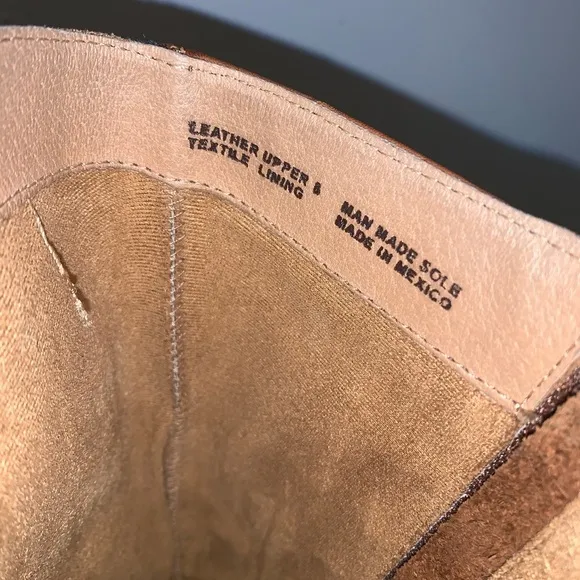 LEATHER UPPER &
TEXTILE LINING
MAN MADE SOLE
MADE IN MEXICO